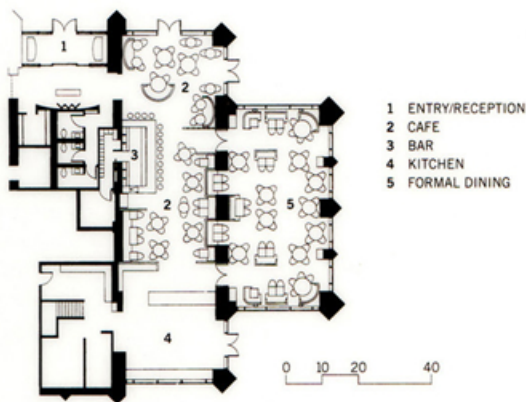 1
2
3
2
5
4
1 ENTRY/RECEPTION
2 CAFE
3 BAR
4 KITCHEN
5 FORMAL DINING
0 10 20 40